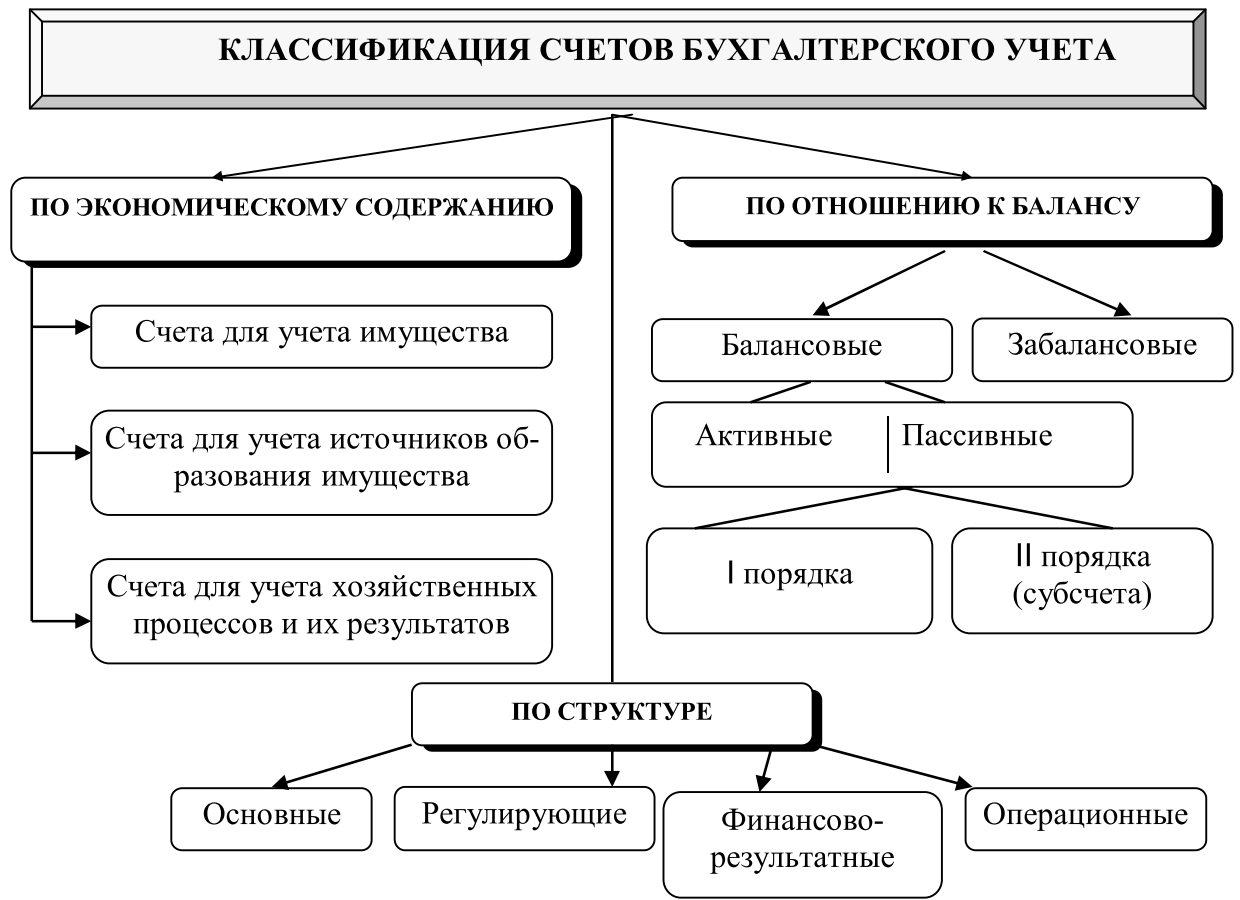 КЛАССИФИКАЦИЯ СЧЕТОВ БУХГАЛТЕРСКОГО УЧЕТА
ПО ЭКОНОМИЧЕСКОМУ СОДЕРЖАНИЮ
Счета для учета имущества
Счета для учета источников об-
разования имущества
Счета для учета хозяйственных
процессов и их результатов
ПО ОТНОШЕНИЮ К БАЛАНСУ
Балансовые
Забалансовые
Активные
Пассивные
I порядка
II порядка
(субсчета)
ПО СТРУКТУРЕ
Основные
Регулирующие
Финансово-
результатные
Операционные